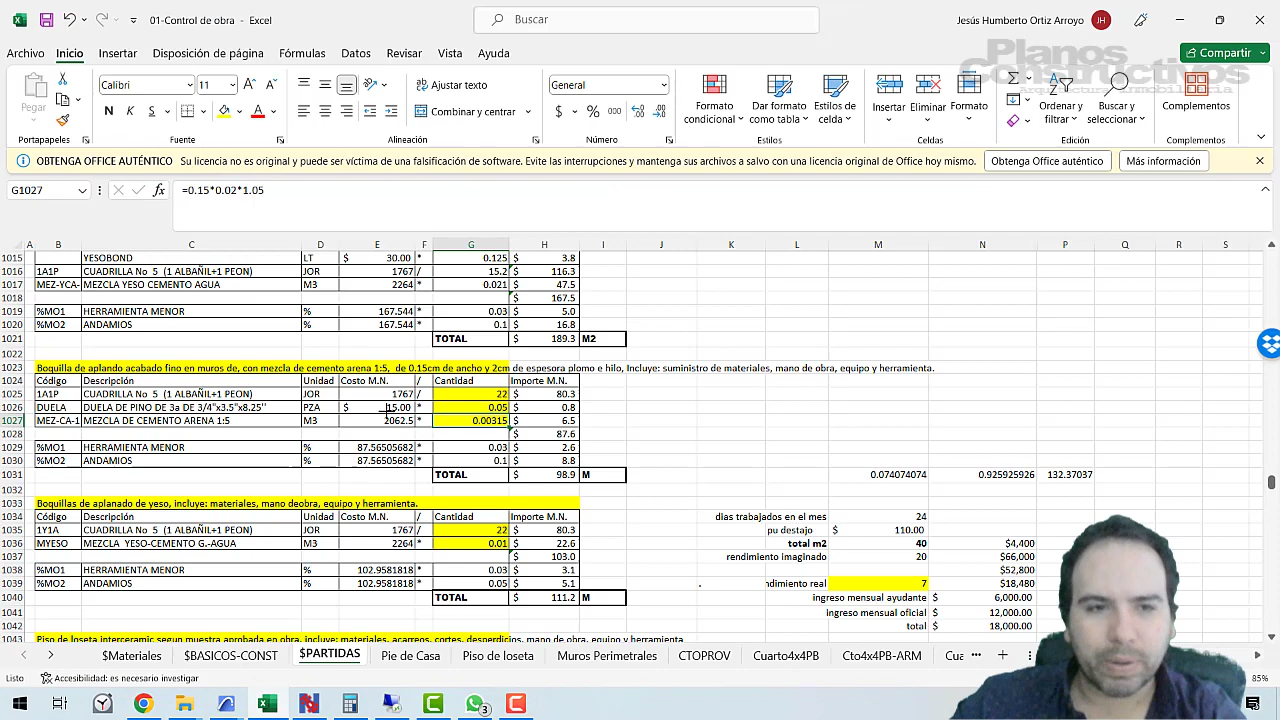 01-Control de obra - Excel
Buscar
Jesús Humberto Ortiz Arroyo JH
Archivo Inicio Insertar Disposición de página Fórmulas Datos Revisar Vista Ayuda
Compartir
Planos Constructivos
Arquitectura Inmobiliaria
Pegar
Calibri 11
N K S
Ajustar texto
Combinar y centrar
General
$ % 000
Formato condicional
Dar formato como tabla
Estilos de celda
Insertar Eliminar Formato
Ordenar y filtrar
Buscar y seleccionar
Complementos
Portapapeles Fuente Alineación Número Estilos Celdas Edición Complementos
OBTENGA OFFICE AUTÉNTICO Su licencia no es original y puede ser víctima de una falsificación de software. Evite las interrupciones y mantenga sus archivos a salvo con una licencia original de Office hoy mismo. Obtenga Office auténtico Más información
G1027 fx =0.15*0.02*1.05
A B C D E F G H I J K L M N P Q R S
1015 YESOBOND LT $ 30.00 * 0.125 $ 3.8
1016 1A1P CUADRILLA No 5 (1 ALBAÑIL+1 PEON) JOR 1767 / 15.2 $ 116.3
1017 MEZ-YCA- MEZCLA YESO CEMENTO AGUA M3 2264 * 0.021 $ 47.5
1018 $ 167.5
1019 %MO1 HERRAMIENTA MENOR % 167.544 * 0.03 $ 5.0
1020 %MO2 ANDAMIOS % 167.544 * 0.1 $ 16.8
1021 TOTAL $ 189.3 M2
1022
1023 Boquilla de aplando acabado fino en muros de, con mezcla de cemento arena 1:5, de 0.15cm de ancho y 2cm de espesora plomo e hilo, Incluye: suministro de materiales, mano de obra, equipo y herramienta.
1024 Código Descripción Unidad Costo M.N. / Cantidad Importe M.N.
1025 1A1P CUADRILLA No 5 (1 ALBAÑIL+1 PEON) JOR 1767 / 22 $ 80.3
1026 DUELA DUELA DE PINO DE 3a DE 3/4"x3.5"x8.25" PZA $ 15.00 * 0.05 $ 0.8
1027 MEZ-CA-1 MEZCLA DE CEMENTO ARENA 1:5 M3 2062.5 * 0.00315 $ 6.5
1028 $ 87.6
1029 %MO1 HERRAMIENTA MENOR % 87.56505682 * 0.03 $ 2.6
1030 %MO2 ANDAMIOS % 87.56505682 * 0.1 $ 8.8
1031 TOTAL $ 98.9 M 0.074074074 0.925925926 132.37037
1032
1033 Boquillas de aplanado de yeso, incluye: materiales, mano deobra, equipo y herramienta.
1034 Código Descripción Unidad Costo M.N. / Cantidad Importe M.N. dias trabajados en el mes 24
1035 1Y1A CUADRILLA No 5 (1 ALBAÑIL+1 PEON) JOR 1767 / 22 $ 80.3 pu destajo $ 110.00
1036 MYESO MEZCLA YESO-CEMENTO G.-AGUA M3 2264 * 0.01 $ 22.6 total m2 40 $4,400
1037 $ 103.0 rendimiento imaginado 20 $66,000
1038 %MO1 HERRAMIENTA MENOR % 102.9581818 * 0.03 $ 3.1 $52,800
1039 %MO2 ANDAMIOS % 102.9581818 * 0.05 $ 5.1 . ndimiento real 7 $18,480
1040 TOTAL $ 111.2 M ingreso mensual ayudante $ 6,000.00
1041 ingreso mensual oficial $ 12,000.00
1042 total $ 18,000.00
1043 Piso de loseta interceramic segun muestra aprobada en obra, incluye: materiales, acarreos, cortes, desperdicios, mano de obra, equipo y herramienta
$Materiales $BASICOS-CONST $PARTIDAS Pie de Casa Piso de loseta Muros Perimetrales CTOPROV Cuarto4x4PB Cto4x4PB-ARM Cua
Listo Accesibilidad: es necesario investigar 85%
3